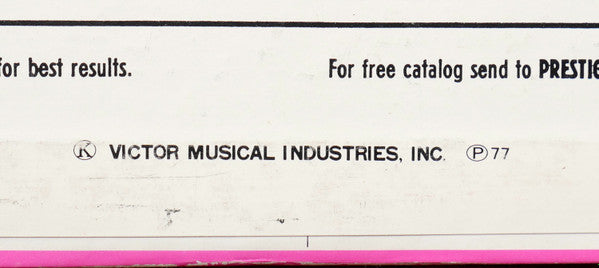 for best results. For free catalog send to PRESTIG
Ⓚ VICTOR MUSICAL INDUSTRIES, INC. Ⓟ77